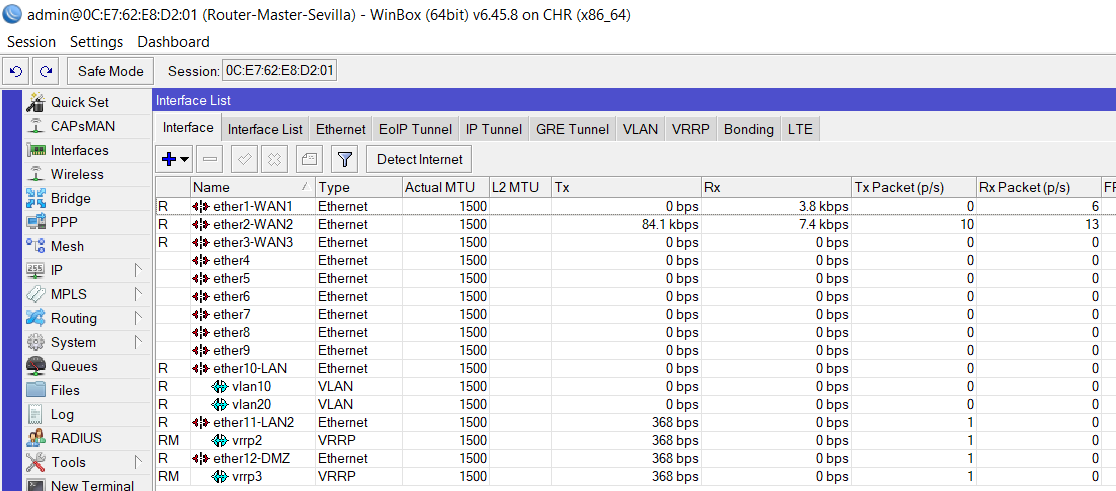 admin@0C:E7:62:E8:D2:01 (Router-Master-Sevilla) - WinBox (64bit) v6.45.8 on CHR (x86_64)
Session Settings Dashboard
Safe Mode Session: 0C:E7:62:E8:D2:01
Quick Set
CAPsMAN
Interfaces
Wireless
Bridge
PPP
Mesh
255 IP
MPLS
Routing
System
Queues
Files
Log
RADIUS
Tools
New Terminal
Interface List
Interface Interface List Ethernet EoIP Tunnel IP Tunnel GRE Tunnel VLAN VRRP Bonding LTE
Detect Internet
Name Type Actual MTU L2 MTU Tx Rx Tx Packet (p/s) Rx Packet (p/s) FP
R ether1-WAN1 Ethernet 1500 0 bps 3.8 kbps 0 6
R ether2-WAN2 Ethernet 1500 84.1 kbps 7.4 kbps 10 13
R ether3-WAN3 Ethernet 1500 0 bps 0 bps 0 0
ether4 Ethernet 1500 0 bps 0 bps 0 0
ether5 Ethernet 1500 0 bps 0 bps 0 0
ether6 Ethernet 1500 0 bps 0 bps 0 0
ether7 Ethernet 1500 0 bps 0 bps 0 0
ether8 Ethernet 1500 0 bps 0 bps 0 0
ether9 Ethernet 1500 0 bps 0 bps 0 0
R ether10-LAN Ethernet 1500 0 bps 0 bps 0 0
R vlan10 VLAN 1500 0 bps 0 bps 0 0
R vlan20 VLAN 1500 0 bps 0 bps 0 0
R ether11-LAN2 Ethernet 1500 368 bps 0 bps 1 0
RM vrrp2 VRRP 1500 368 bps 0 bps 1 0
R ether12-DMZ Ethernet 1500 368 bps 0 bps 1 0
RM vrrp3 VRRP 1500 368 bps 0 bps 1 0